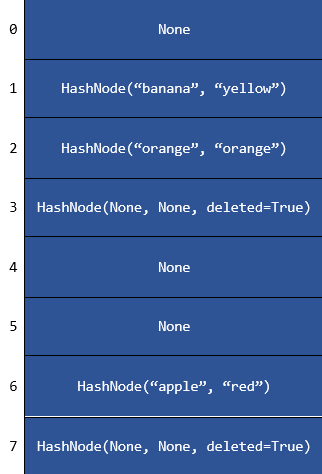 0 None
1 HashNode(“banana”, “yellow”)
2 HashNode(“orange”, “orange”)
3 HashNode(None, None, deleted=True)
4 None
5 None
6 HashNode(“apple”, “red”)
7 HashNode(None, None, deleted=True)